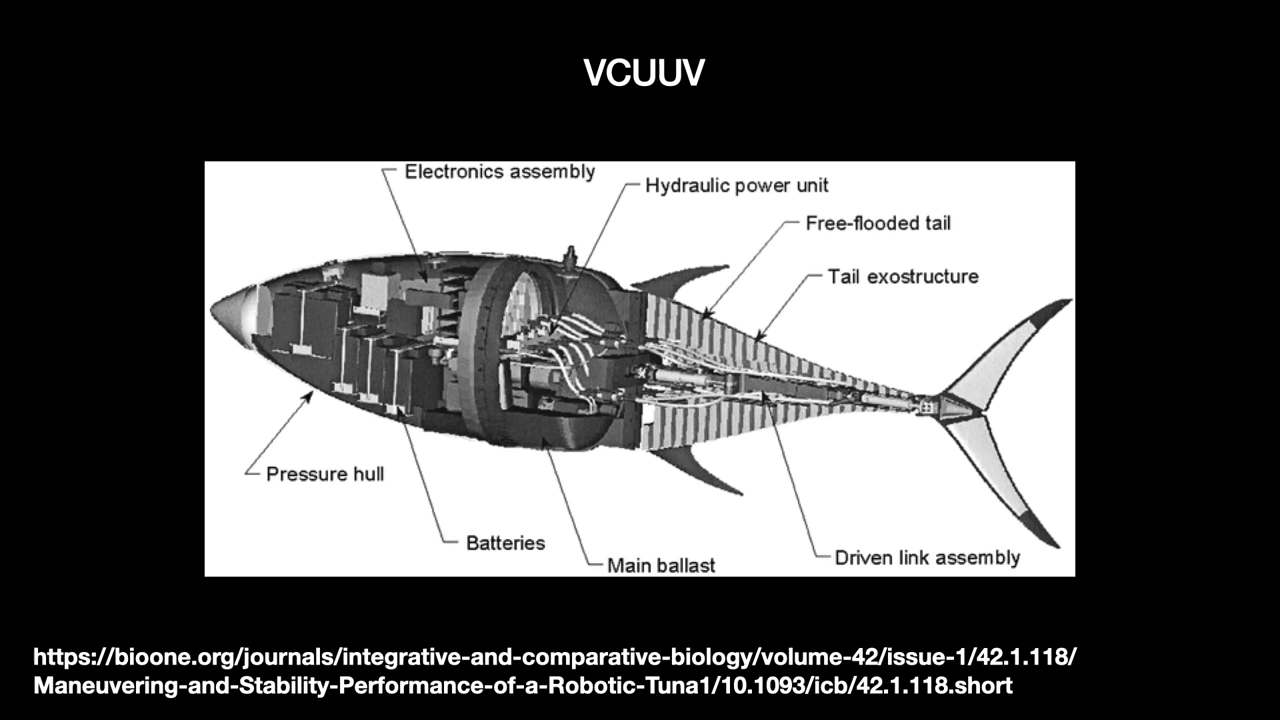 VCUUV
Electronics assembly
Hydraulic power unit
Free-flooded tail
Tail exostructure
Pressure hull
Batteries
Main ballast
Driven link assembly
https://bioone.org/journals/integrative-and-comparative-biology/volume-42/issue-1/42.1.118/
Maneuvering-and-Stability-Performance-of-a-Robotic-Tuna1/10.1093/icb/42.1.118.short